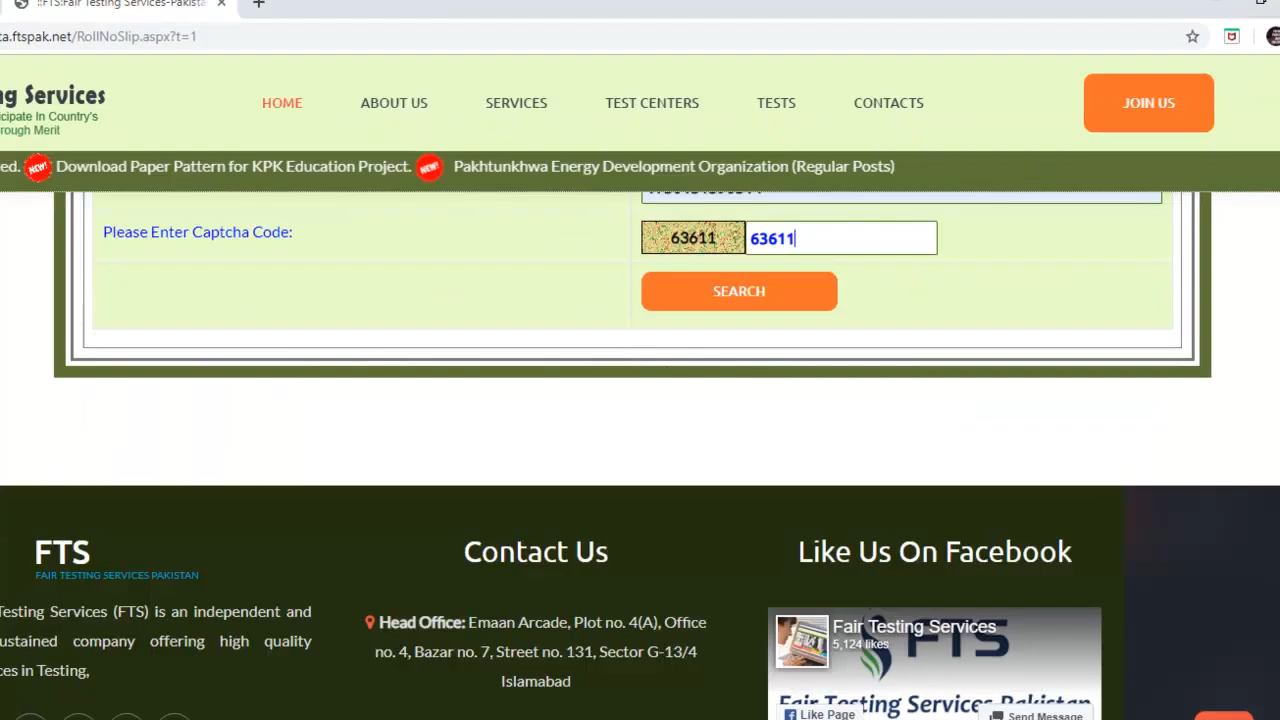 ::FTS:Fair Testing Services-Pakista
ta.ftspak.net/RollNoSlip.aspx?t=1
ng Services
cipate In Country's
rough Merit
HOME ABOUT US SERVICES TEST CENTERS TESTS CONTACTS JOIN US
ed. NEW! Download Paper Pattern for KPK Education Project. NEW! Pakhtunkhwa Energy Development Organization (Regular Posts)
Please Enter Captcha Code: 63611 63611
SEARCH
FTS
FAIR TESTING SERVICES PAKISTAN
Testing Services (FTS) is an independent and
ustained company offering high quality
ces in Testing,
Contact Us
Head Office: Emaan Arcade, Plot no. 4(A), Office
no. 4, Bazar no. 7, Street no. 131, Sector G-13/4
Islamabad
Like Us On Facebook
Fair Testing Services
5,124 likes
FTS
Fair Testing Services Pakistan
Like Page Send Message